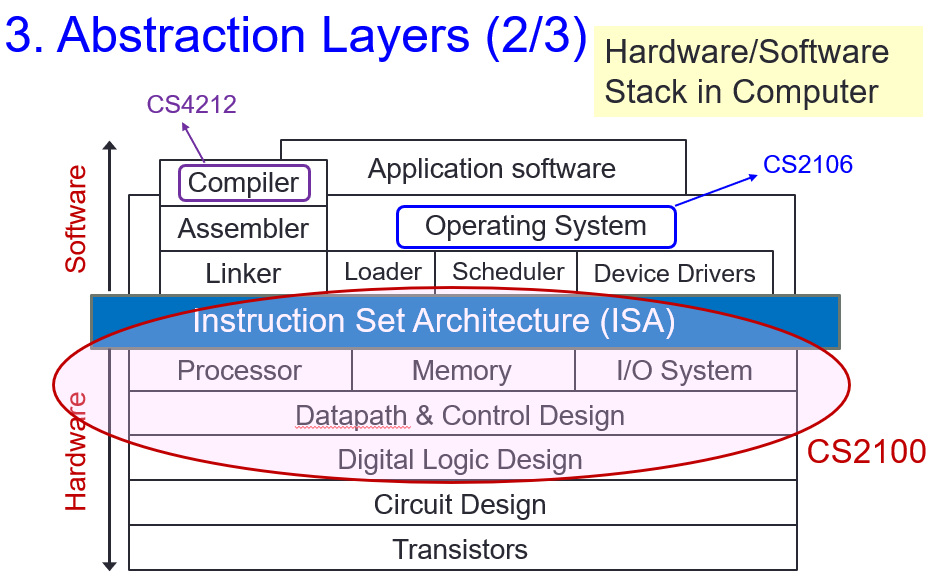 3. Abstraction Layers (2/3)
Hardware/Software
Stack in Computer
CS4212
Application software
CS2106
Compiler
Operating System
Assembler
Linker
Loader
Scheduler
Device Drivers
Software
Instruction Set Architecture (ISA)
Processor
Memory
I/O System
Datapath & Control Design
Digital Logic Design
CS2100
Hardware
Circuit Design
Transistors